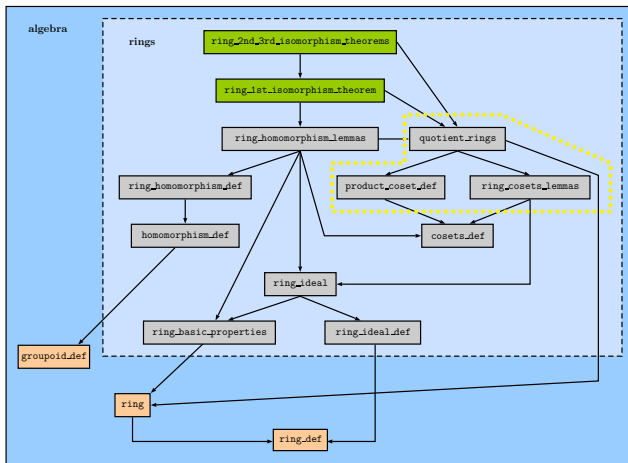 algebra
rings
ring_2nd_3rd_isomorphism_theorems
ring_1st_isomorphism_theorem
ring_homomorphism_lemmas
quotient_rings
ring_homomorphism_def
product_coset_def
ring_cosets_lemmas
homomorphism_def
cosets_def
ring_ideal
ring_basic_properties
ring_ideal_def
groupoid_def
ring
ring_def